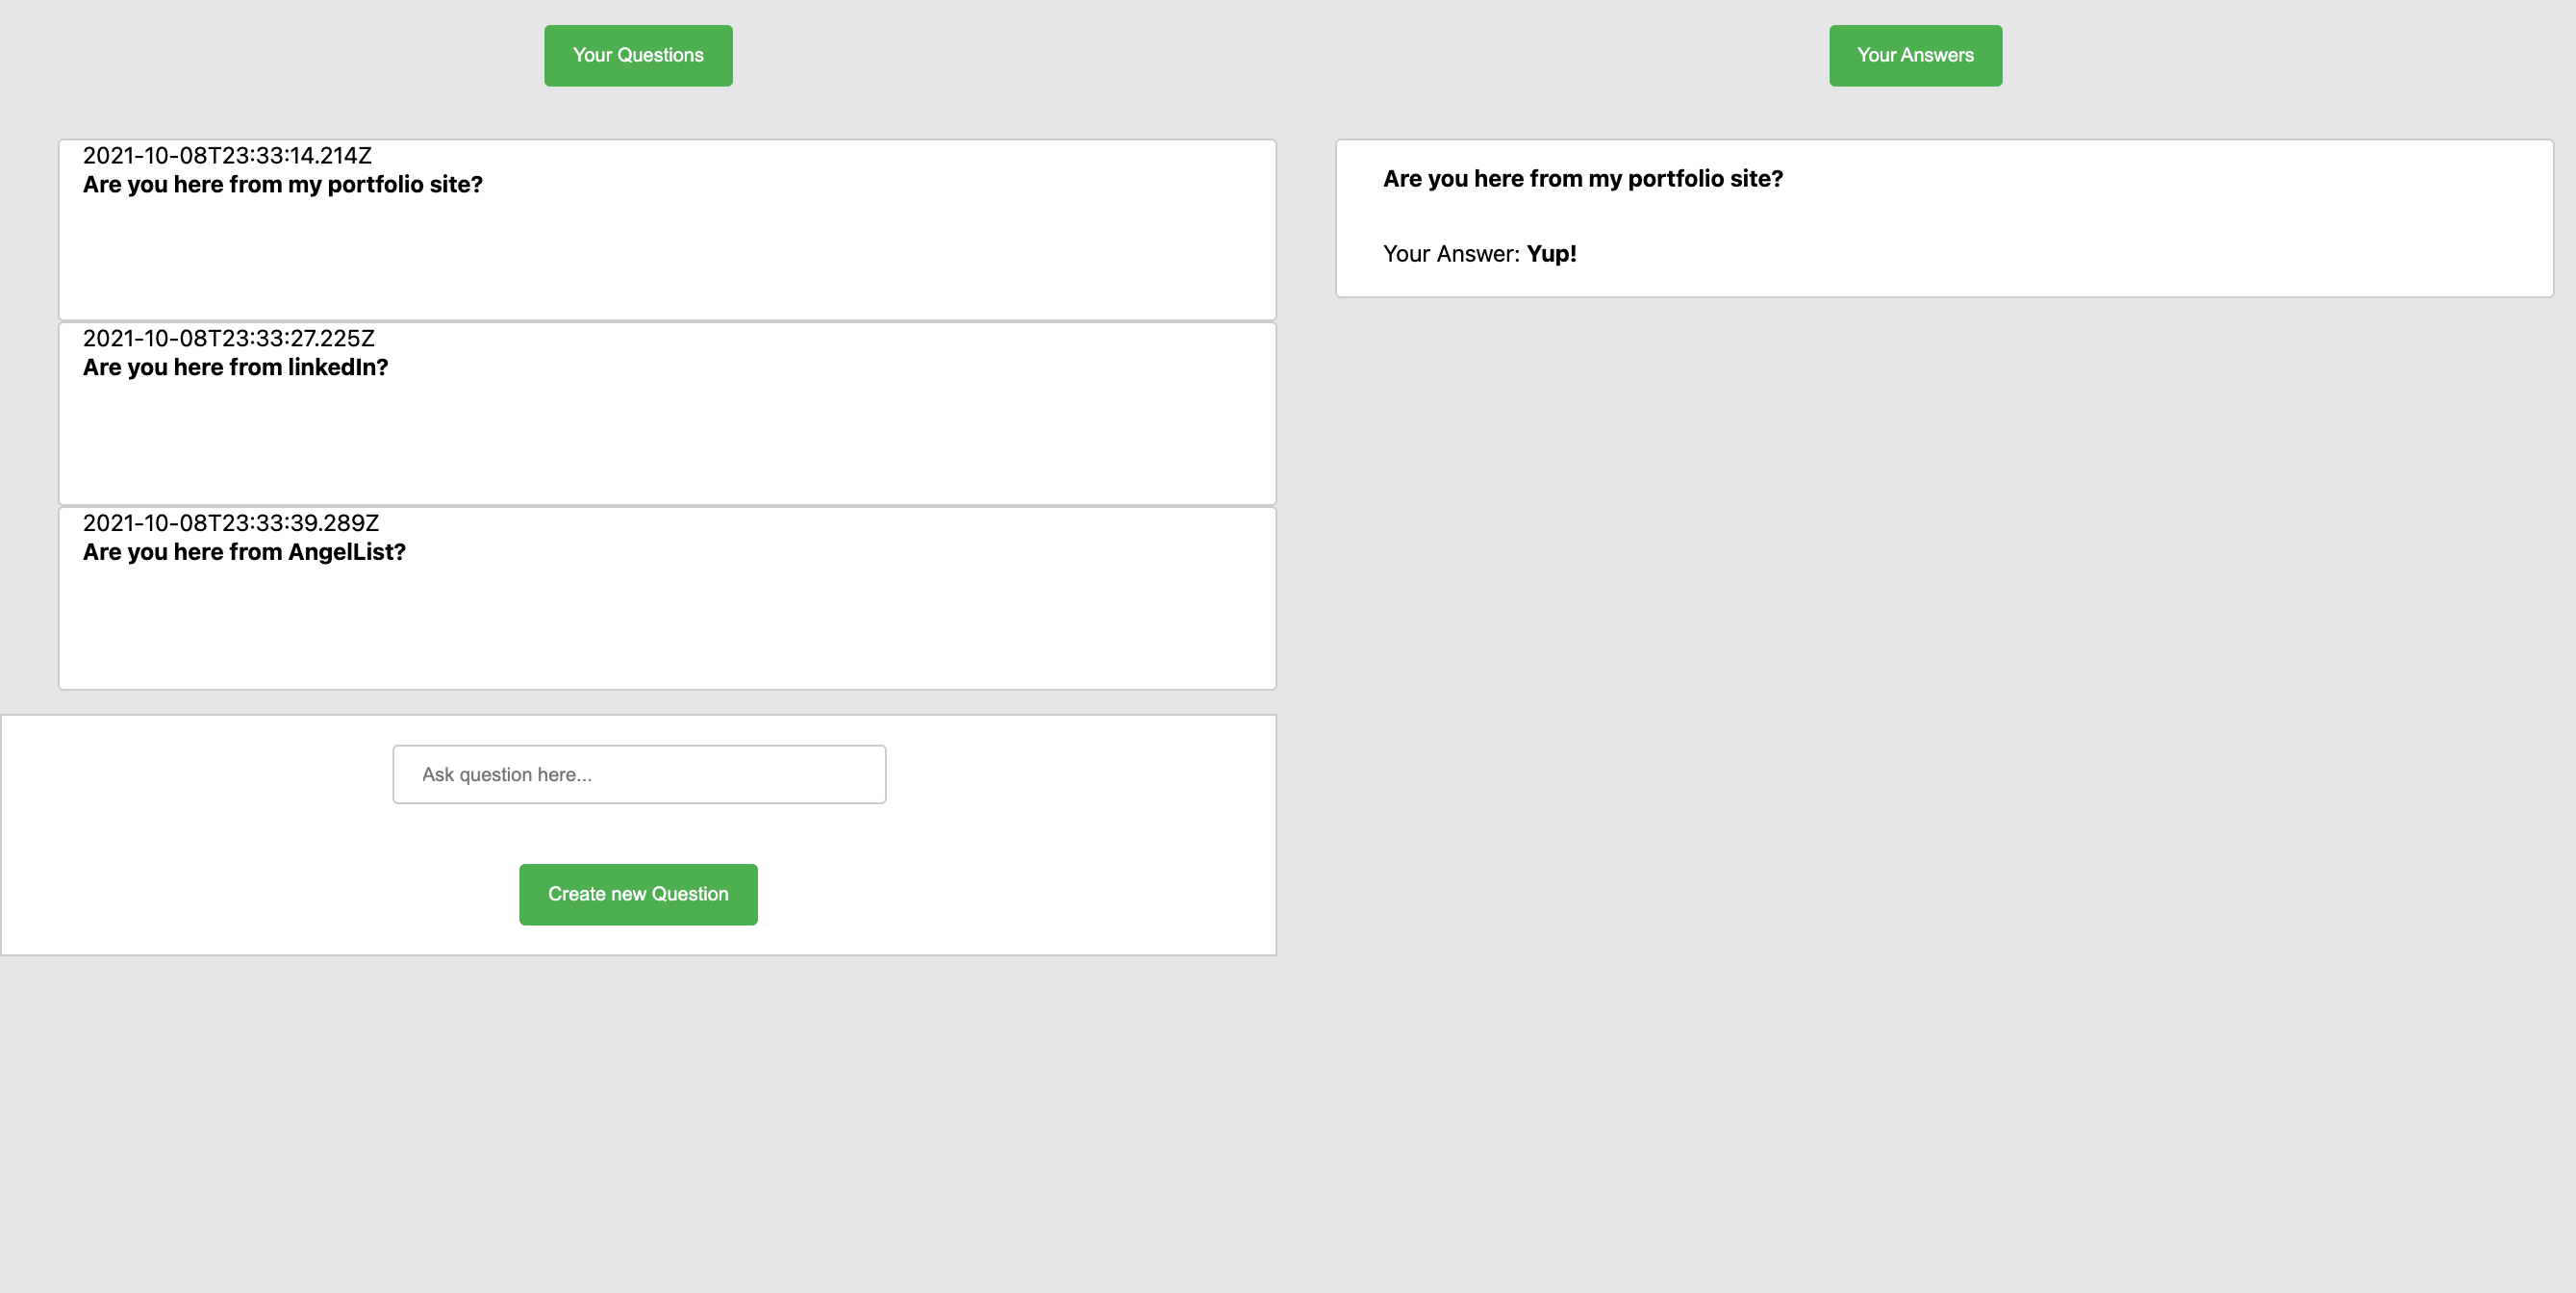 Your Questions
Your Answers
2021-10-08T23:33:14.214Z
Are you here from my portfolio site?
2021-10-08T23:33:27.225Z
Are you here from linkedIn?
2021-10-08T23:33:39.289Z
Are you here from AngelList?
Ask question here...
Create new Question
Are you here from my portfolio site?
Your Answer: Yup!